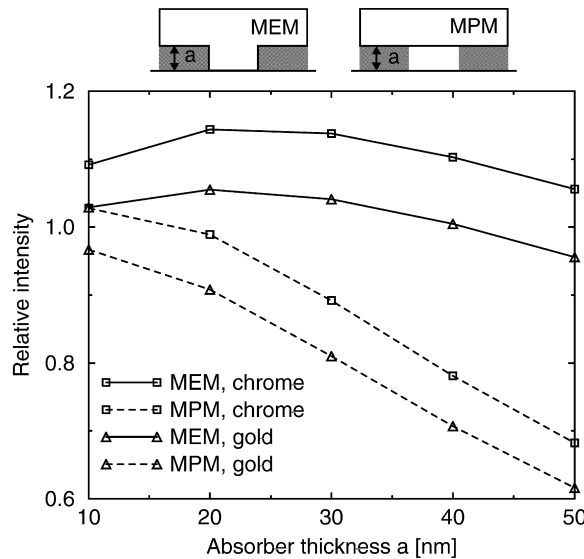 MEM
MPM
a
a
1.2
1.0
0.8
0.6
Relative intensity
MEM, chrome
MPM, chrome
MEM, gold
MPM, gold
10 20 30 40 50
Absorber thickness a [nm]